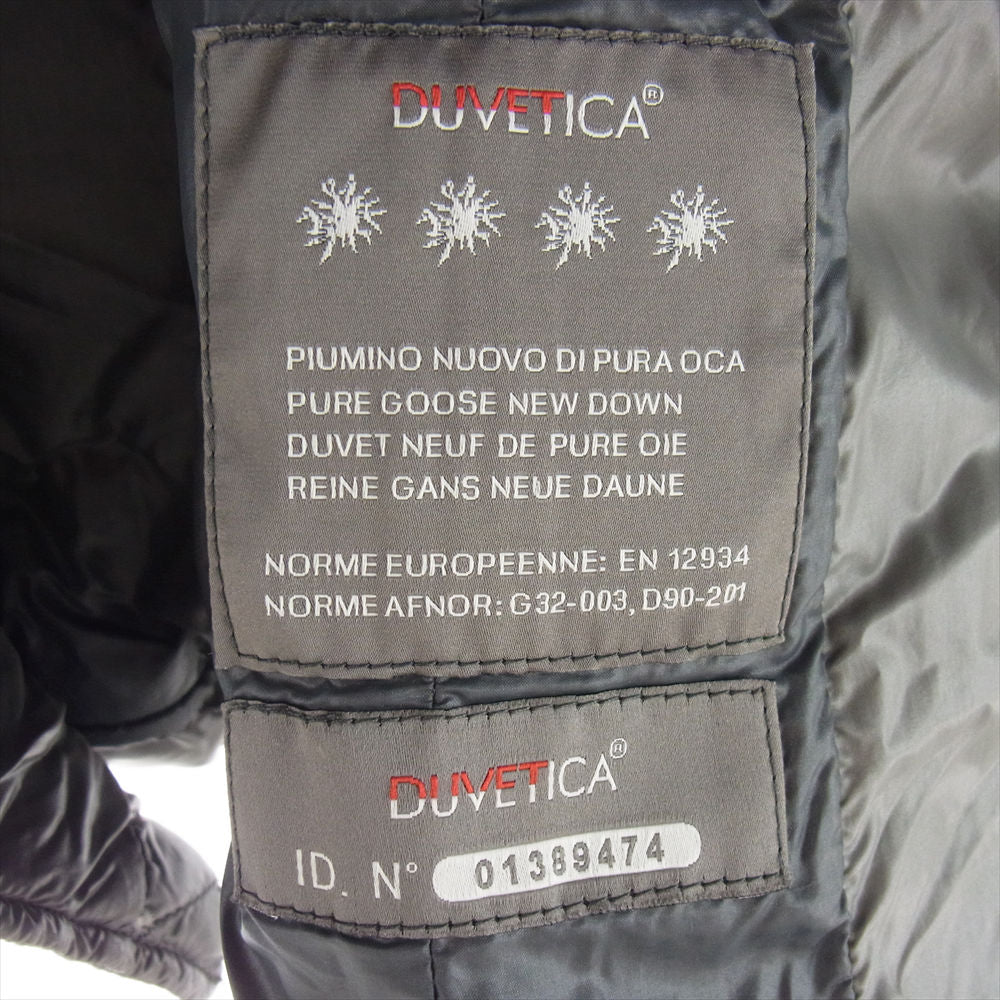 DUVETICA®
PIUMINO NUOVO DI PURA OCA
PURE GOOSE NEW DOWN
DUVET NEUF DE PURE OIE
REINE GANS NEUE DAUNE
NORME EUROPEENNE: EN 12934
NORME AFNOR: G32-003, D90-201
DUVETICA®
ID. N° 01389474